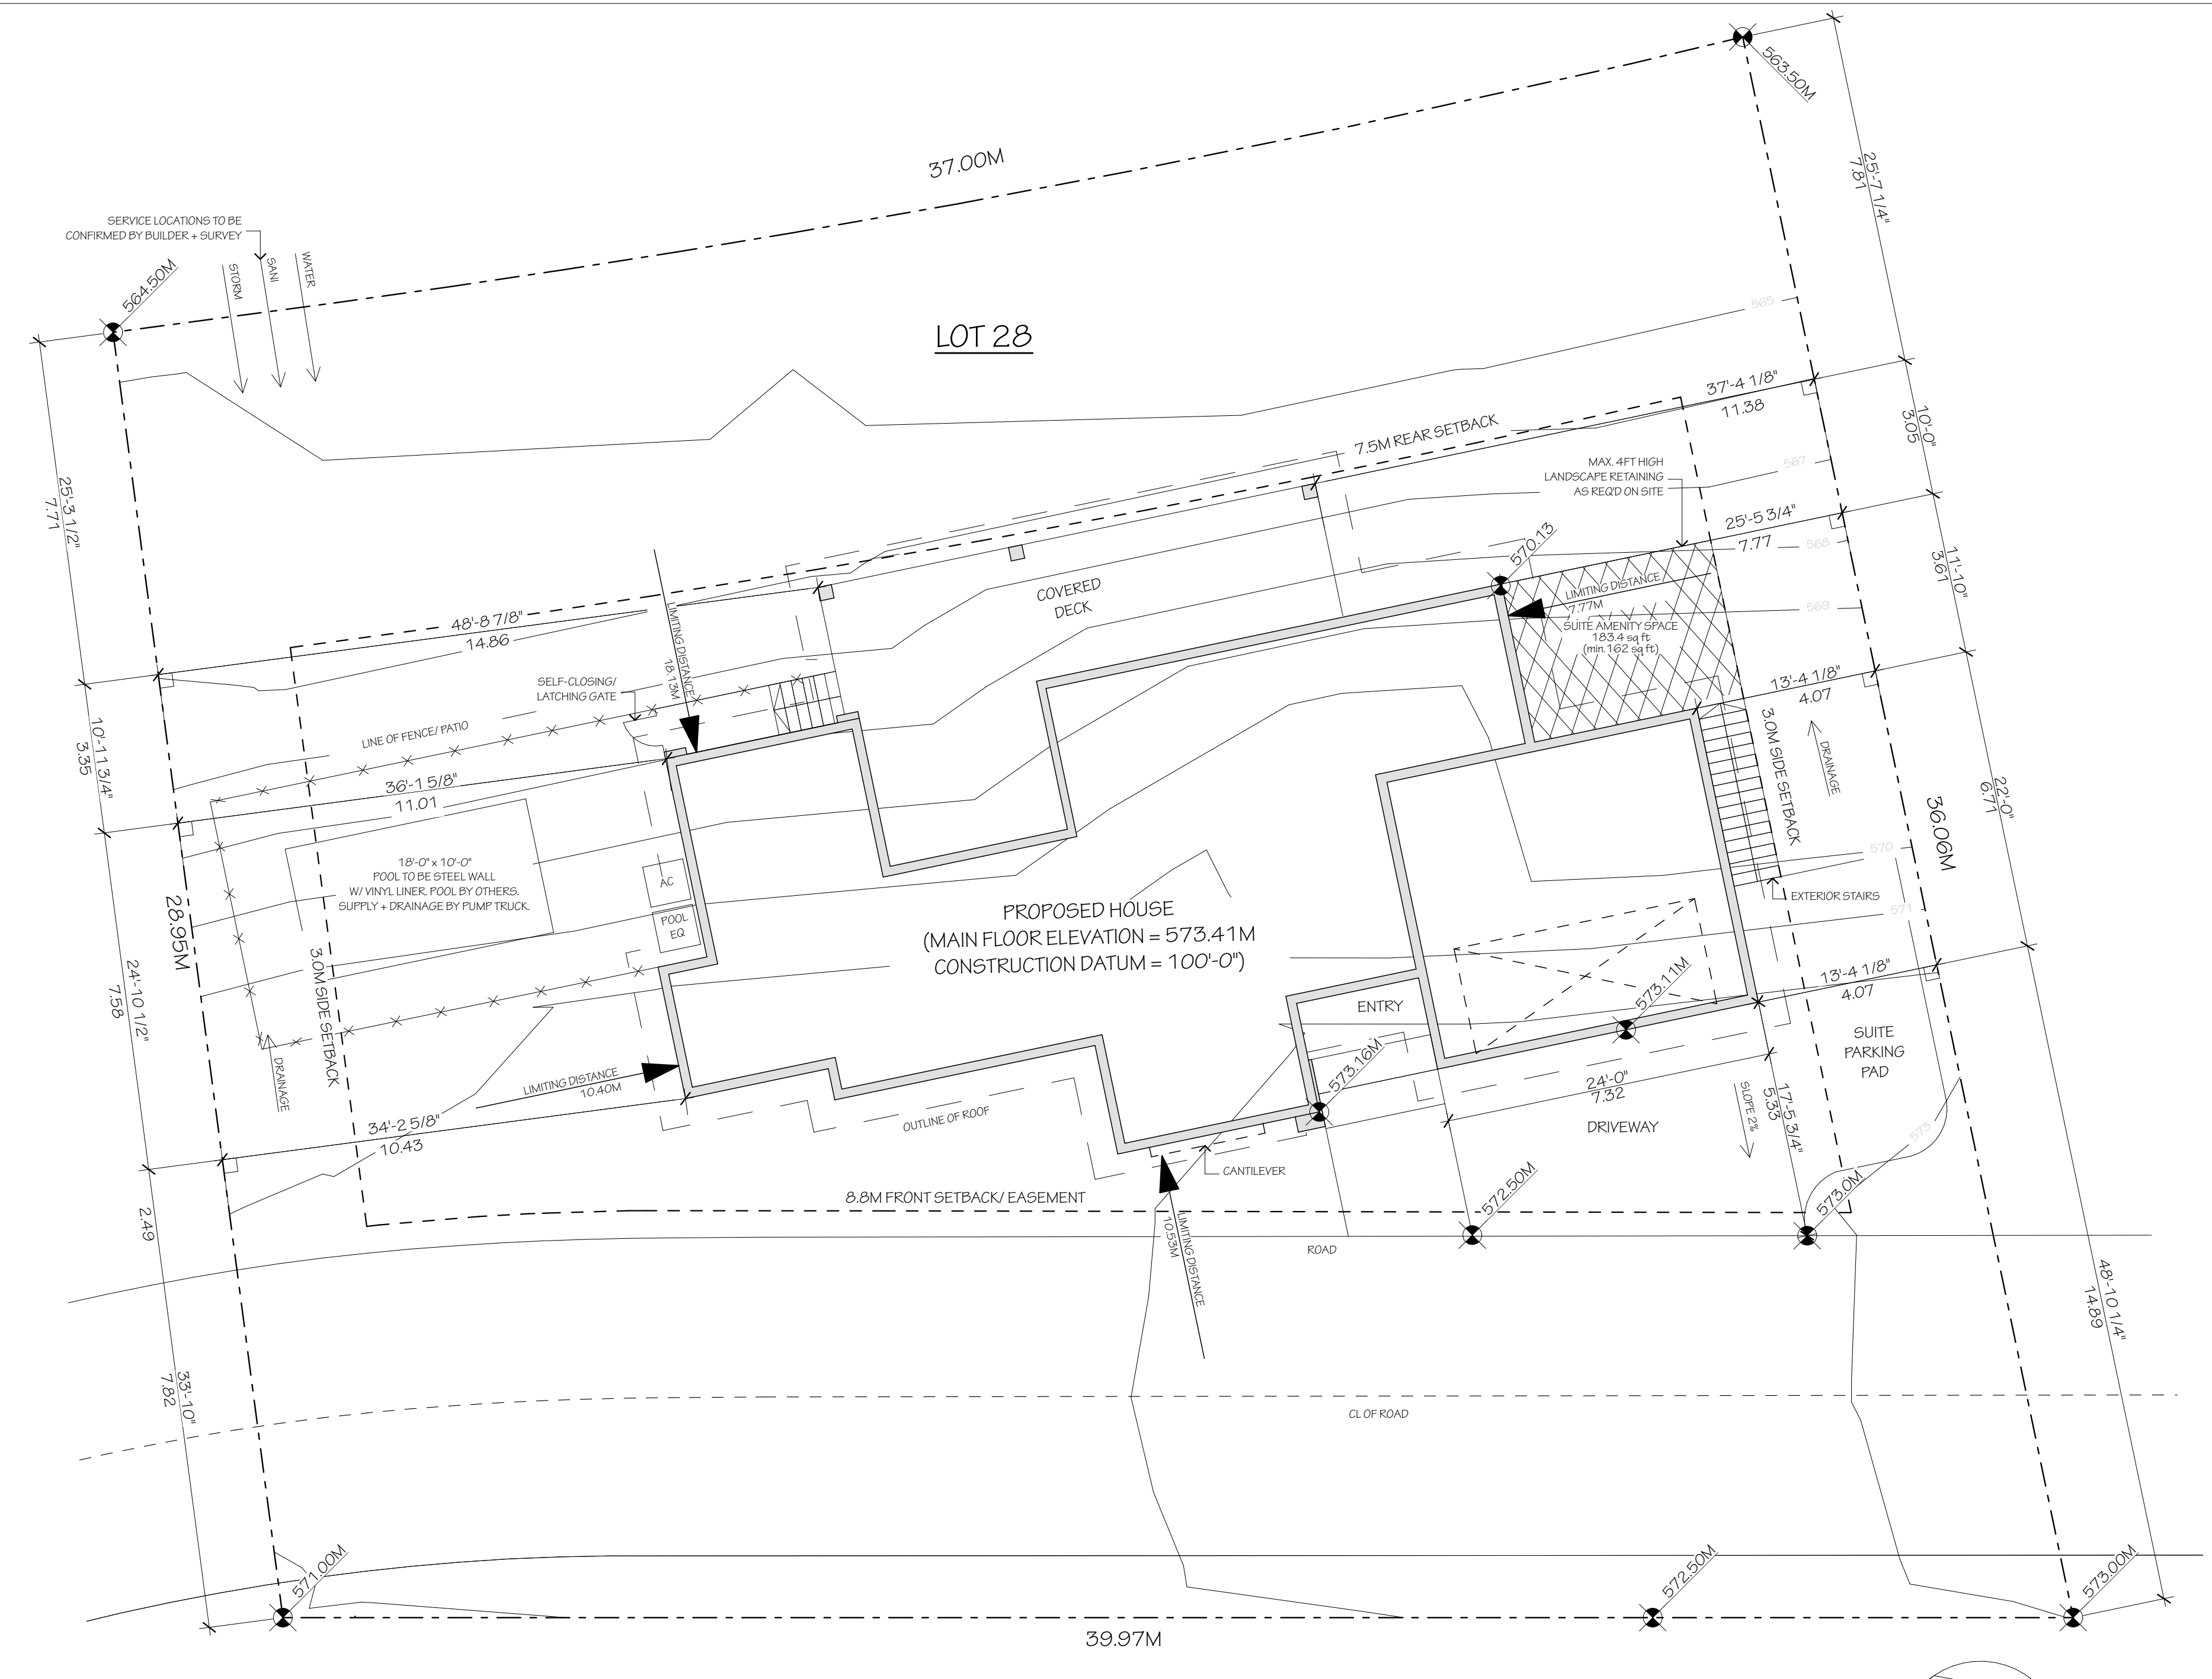 563.50M
25'-7 1/4"
7.81
37.00M
SERVICE LOCATIONS TO BE
CONFIRMED BY BUILDER + SURVEY
564.50M
STORM
SANI
WATER
LOT 28
565
37'-4 1/8"
11.38
10'-0"
3.05
7.5M REAR SETBACK
MAX. 4FT HIGH
LANDSCAPE RETAINING
AS REQ'D ON SITE
567
25'-3 1/2"
7.71
25'-5 3/4"
7.77
568
570.13
11'-10"
3.61
COVERED
DECK
LIMITING DISTANCE
7.77M
569
48'-8 7/8"
14.86
LIMITING DISTANCE
18.13M
SUITE AMENITY SPACE
183.4 sq ft
(min. 162 sq ft)
SELF-CLOSING/
LATCHING GATE
13'-4 1/8"
4.07
LINE OF FENCE/ PATIO
3.0M SIDE SETBACK
DRAINAGE
10'-11 3/4"
3.35
36'-1 5/8"
11.01
22'-0"
6.71
36.06M
18'-0" x 10'-0"
POOL TO BE STEEL WALL
W/ VINYL LINER. POOL BY OTHERS.
SUPPLY + DRAINAGE BY PUMP TRUCK.
AC
POOL
EQ
570
EXTERIOR STAIRS
571
28.95M
PROPOSED HOUSE
(MAIN FLOOR ELEVATION = 573.41M
CONSTRUCTION DATUM = 100'-0")
3.0M SIDE SETBACK
24'-10 1/2"
7.58
13'-4 1/8"
4.07
573.11M
ENTRY
SUITE
PARKING
PAD
DRAINAGE
LIMITING DISTANCE
10.40M
573.16M
24'-0"
7.32
SLOPE 2%
17'-5 3/4"
5.33
34'-2 5/8"
10.43
OUTLINE OF ROOF
DRIVEWAY
573
CANTILEVER
8.8M FRONT SETBACK/ EASEMENT
572.50M
573.0M
2.49
LIMITING DISTANCE
10.53M
ROAD
48'-10 1/4"
14.89
33'-10"
7.82
CL OF ROAD
571.00M
572.50M
573.00M
39.97M